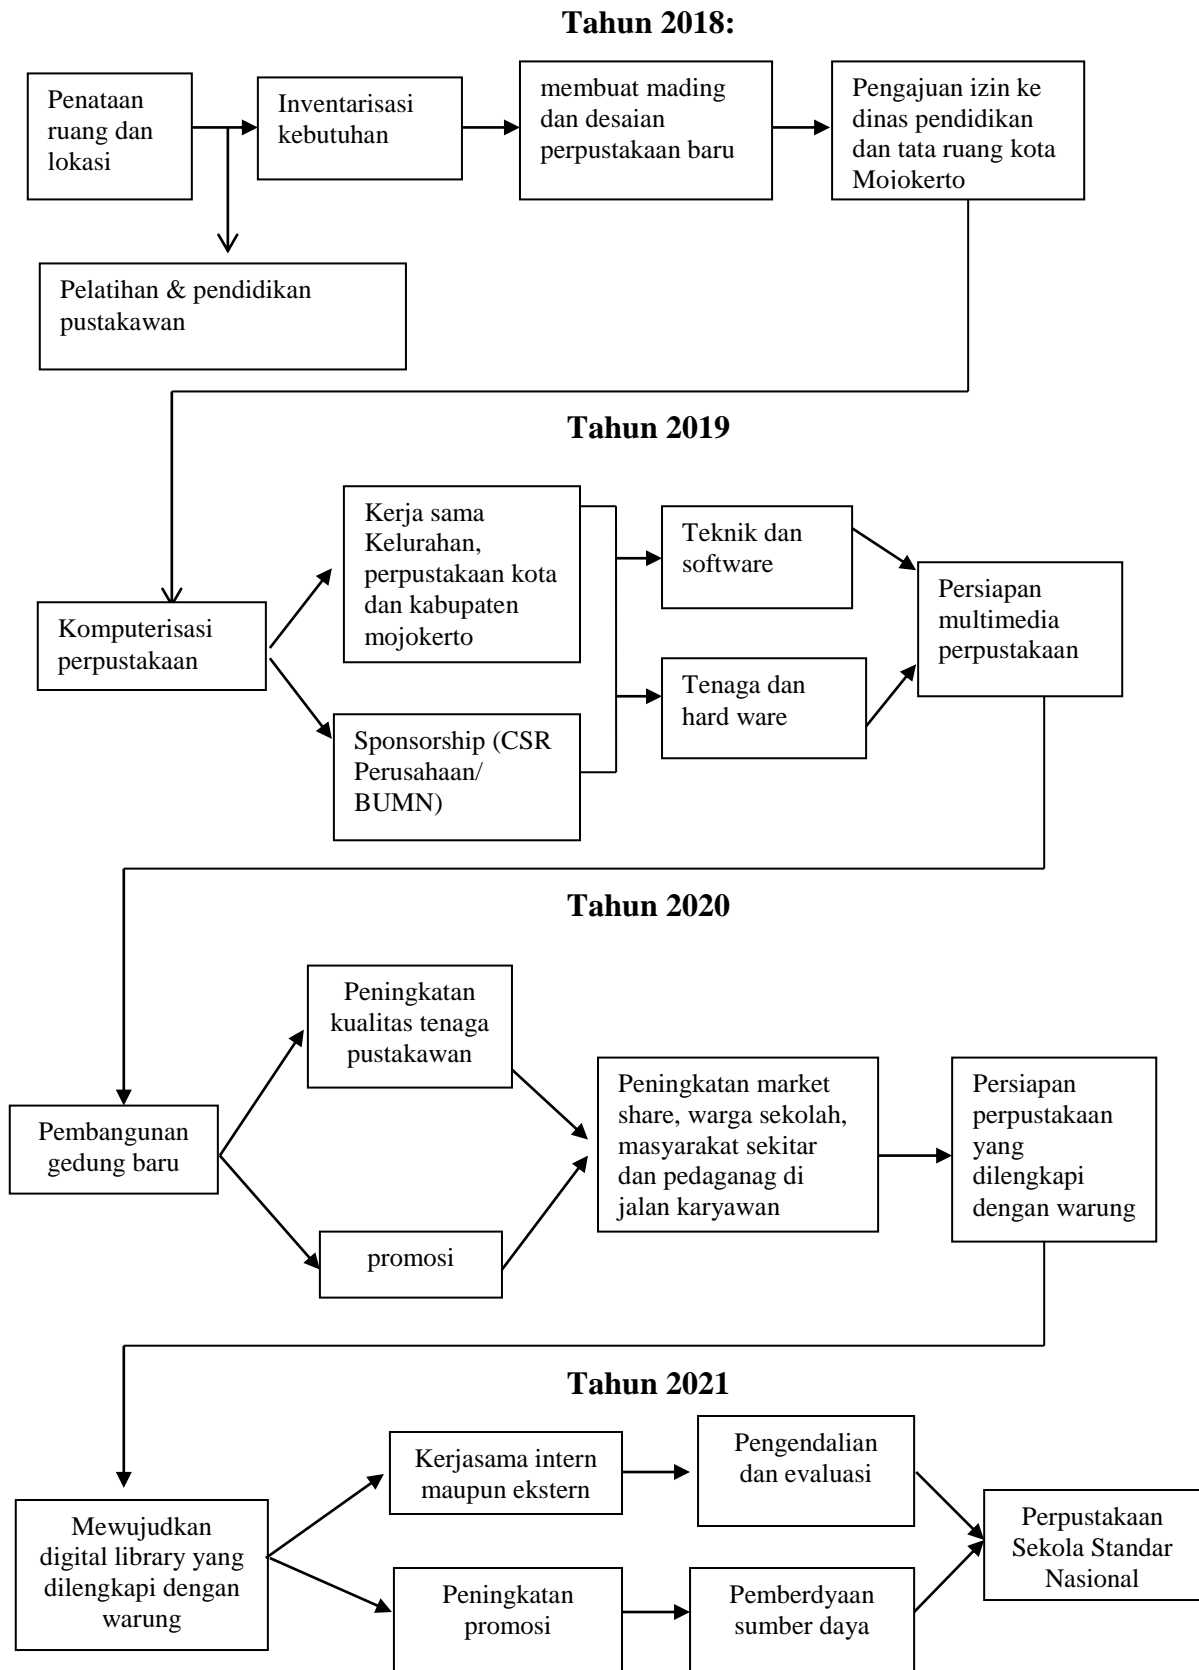 Tahun 2018:
Penataan
ruang dan
lokasi
Inventarisasi
kebutuhan
membuat mading
dan desaian
perpustakaan baru
Pengajuan izin ke
dinas pendidikan
dan tata ruang kota
Mojokerto
Pelatihan & pendidikan
pustakawan
Tahun 2019
Komputerisasi
perpustakaan
Kerja sama
Kelurahan,
perpustakaan kota
dan kabupaten
mojokerto
Sponsorship (CSR
Perusahaan/
BUMN)
Teknik dan
software
Tenaga dan
hard ware
Persiapan
multimedia
perpustakaan
Tahun 2020
Pembangunan
gedung baru
Peningkatan
kualitas tenaga
pustakawan
promosi
Peningkatan market
share, warga sekolah,
masyarakat sekitar
dan pedaganag di
jalan karyawan
Persiapan
perpustakaan
yang
dilengkapi
dengan warung
Tahun 2021
Mewujudkan
digital library yang
dilengkapi dengan
warung
Kerjasama intern
maupun ekstern
Peningkatan
promosi
Pengendalian
dan evaluasi
Pemberdyaan
sumber daya
Perpustakaan
Sekola Standar
Nasional